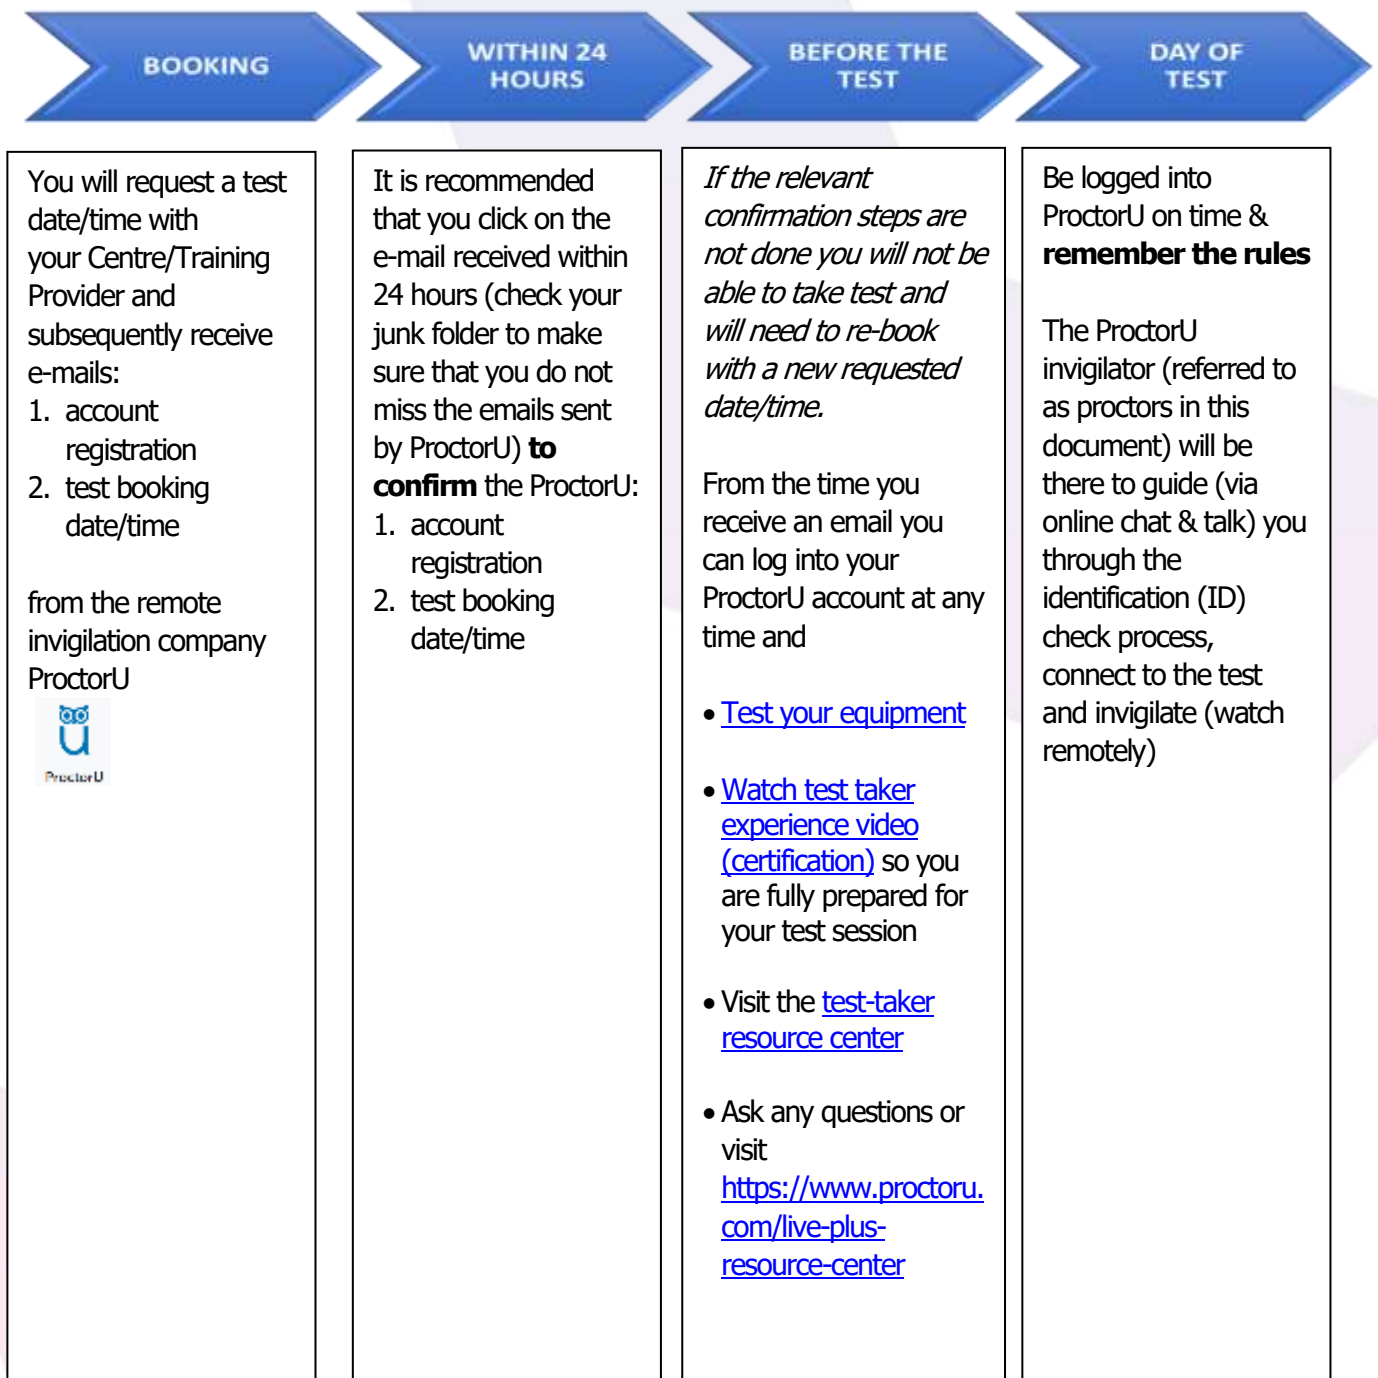 BOOKING
WITHIN 24
HOURS
BEFORE THE
TEST
DAY OF
TEST
You will request a test
date/time with
your Centre/Training
Provider and
subsequently receive
e-mails:
1. account
registration
2. test booking
date/time
from the remote
invigilation company
ProctorU
ProctorU
It is recommended
that you click on the
e-mail received within
24 hours (check your
junk folder to make
sure that you do not
miss the emails sent
by ProctorU) to
confirm the ProctorU:
1. account
registration
2. test booking
date/time
If the relevant
confirmation steps are
not done you will not be
able to take test and
will need to re-book
with a new requested
date/time.
From the time you
receive an email you
can log into your
ProctorU account at any
time and
• Test your equipment
• Watch test taker
experience video
(certification) so you
are fully prepared for
your test session
• Visit the test-taker
resource center
• Ask any questions or
visit
https://www.proctoru.
com/live-plus-
resource-center
Be logged into
ProctorU on time &
remember the rules
The ProctorU
invigilator (referred to
as proctors in this
document) will be
there to guide (via
online chat & talk) you
through the
identification (ID)
check process,
connect to the test
and invigilate (watch
remotely)